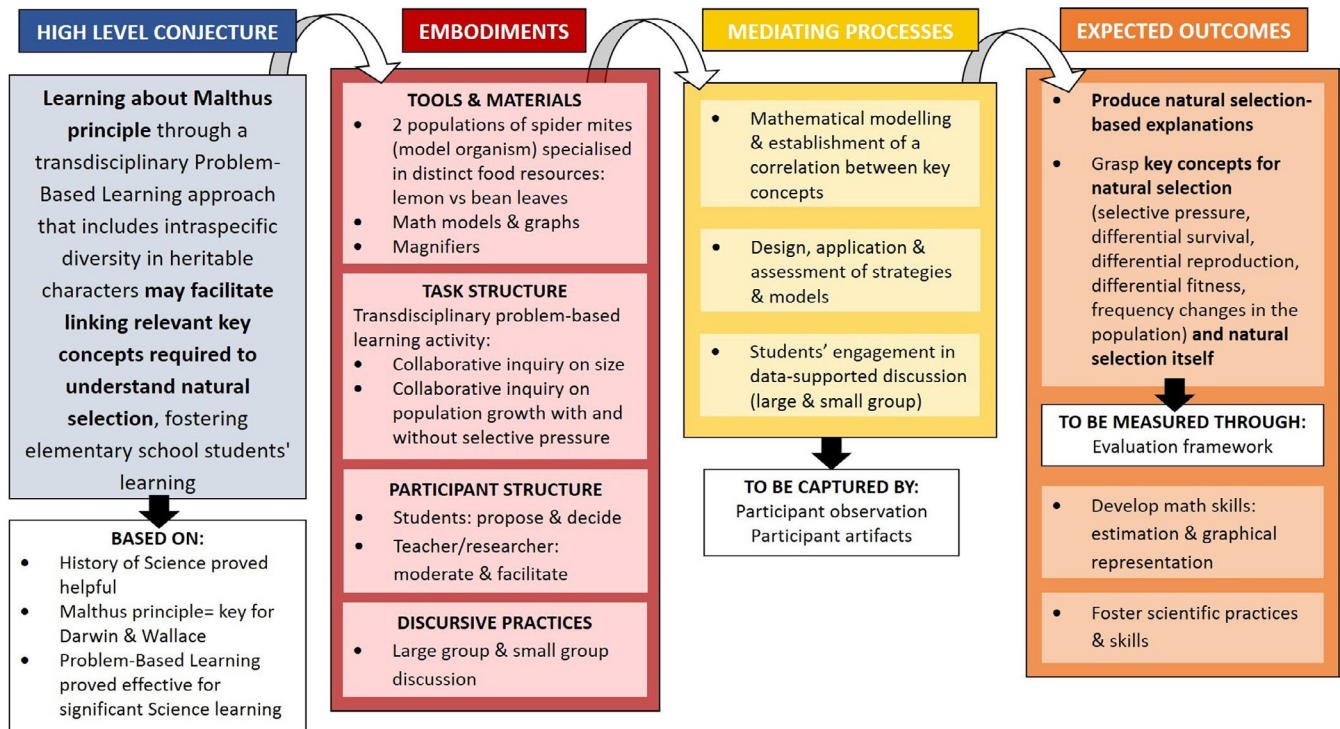 HIGH LEVEL CONJECTURE
Learning about Malthus
principle through a
transdisciplinary Problem-
Based Learning approach
that includes intraspecific
diversity in heritable
characters may facilitate
linking relevant key
concepts required to
understand natural
selection, fostering
elementary school students'
learning
BASED ON:
• History of Science proved
helpful
• Malthus principle= key for
Darwin & Wallace
• Problem-Based Learning
proved effective for
significant Science learning
EMBODIMENTS
TOOLS & MATERIALS
• 2 populations of spider mites
(model organism) specialised
in distinct food resources:
lemon vs bean leaves
• Math models & graphs
• Magnifiers
TASK STRUCTURE
Transdisciplinary problem-based
learning activity:
• Collaborative inquiry on size
• Collaborative inquiry on
population growth with and
without selective pressure
PARTICIPANT STRUCTURE
• Students: propose & decide
• Teacher/researcher:
moderate & facilitate
DISCURSIVE PRACTICES
• Large group & small group
discussion
MEDIATING PROCESSES
• Mathematical modelling
& establishment of a
correlation between key
concepts
• Design, application &
assessment of strategies
& models
• Students’ engagement in
data-supported discussion
(large & small group)
TO BE CAPTURED BY:
Participant observation
Participant artifacts
EXPECTED OUTCOMES
• Produce natural selection-
based explanations
• Grasp key concepts for
natural selection
(selective pressure,
differential survival,
differential reproduction,
differential fitness,
frequency changes in the
population) and natural
selection itself
TO BE MEASURED THROUGH:
Evaluation framework
• Develop math skills:
estimation & graphical
representation
• Foster scientific practices
& skills